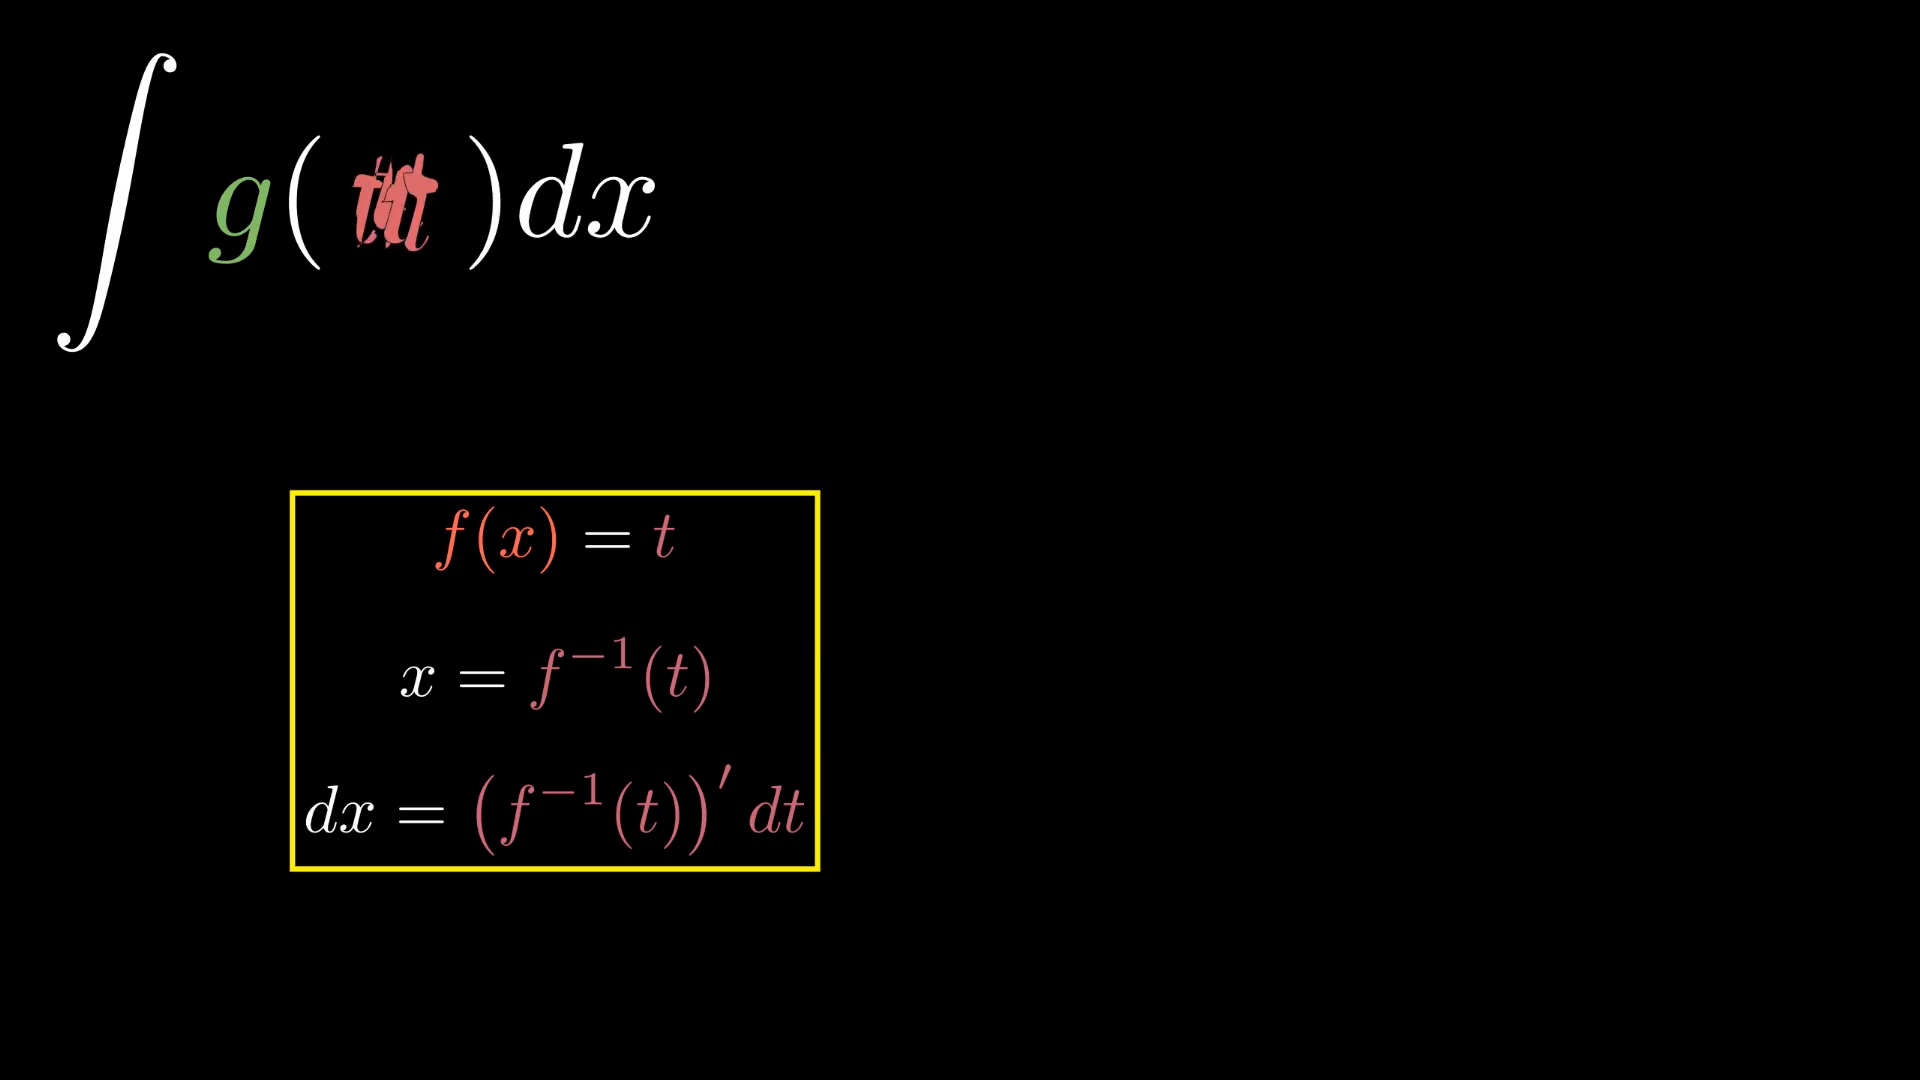 ∫ g( )dx
f(x) = t
x = f⁻¹(t)
dx = (f⁻¹(t))′ dt